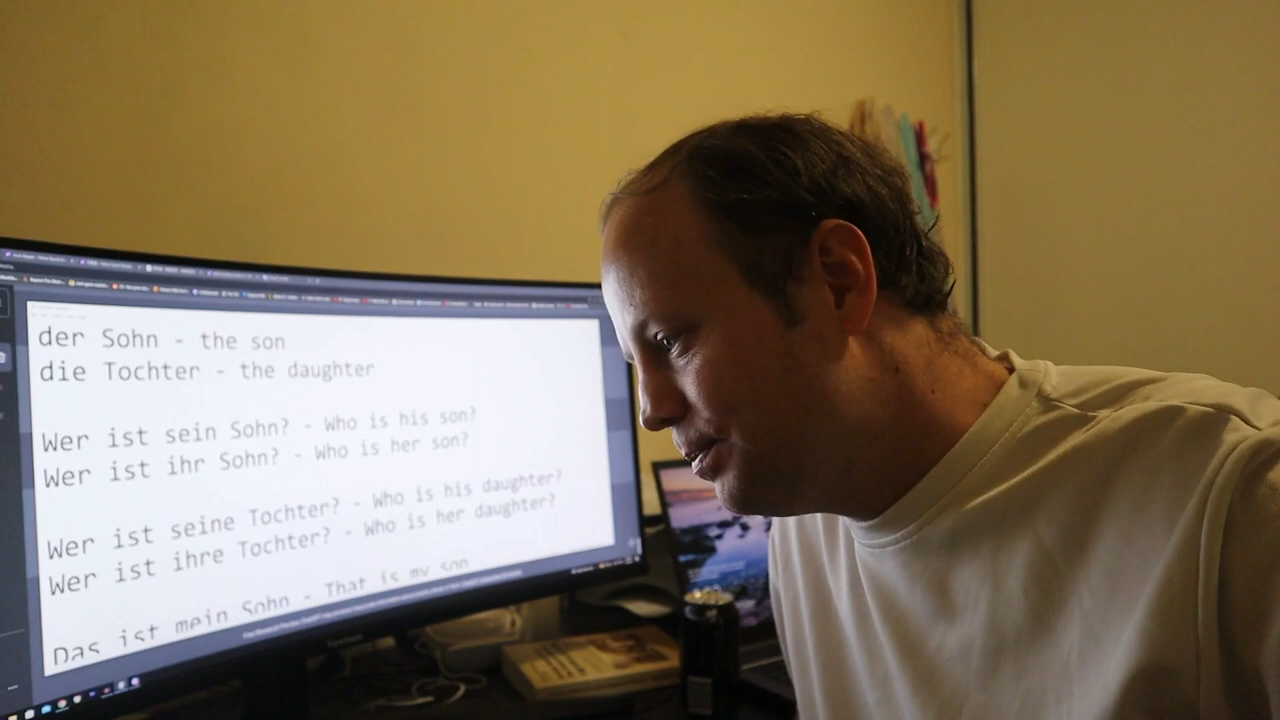 der Sohn - the son
die Tochter - the daughter
Wer ist sein Sohn? - Who is his son?
Wer ist ihr Sohn? - Who is her son?
Wer ist seine Tochter? - Who is his daughter?
Wer ist ihre Tochter? - Who is her daughter?
Das ist mein Sohn - That is my son